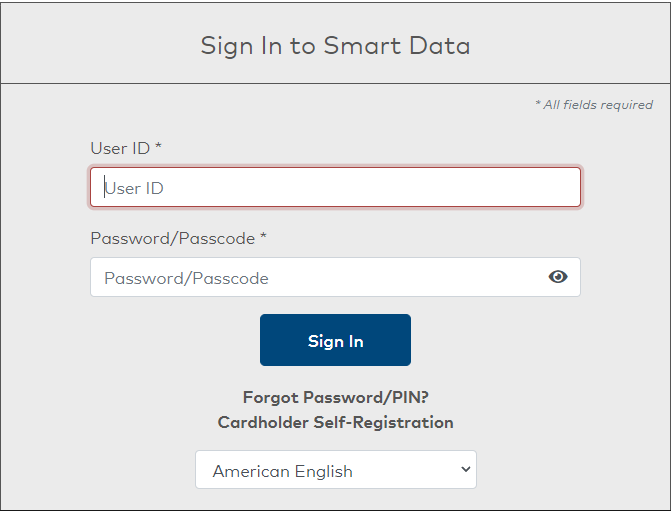 Sign In to Smart Data
* All fields required
User ID *
User ID
Password/Passcode *
Password/Passcode
Sign In
Forgot Password/PIN?
Cardholder Self-Registration
American English